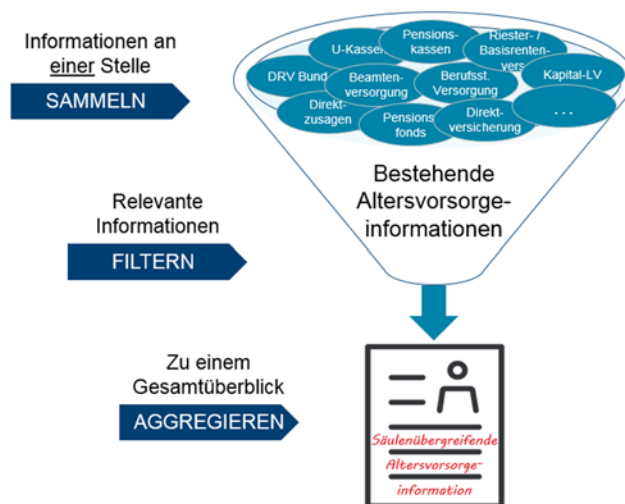 Informationen an
einer Stelle
SAMMELN
Pensions-
kassen
Riester- /
Basisrenten-
vers.
U-Kassen
DRV Bund
Beamten-
versorgung
Berufsst.
Versorgung
Kapital-LV
Direkt-
zusagen
Pensions
fonds
Direkt-
versicherung
...
Bestehende
Altersvorsorge-
informationen
Relevante
Informationen
FILTERN
Zu einem
Gesamtüberblick
AGGREGIEREN
Säulenübergreifende
Altersvorsorge-
information